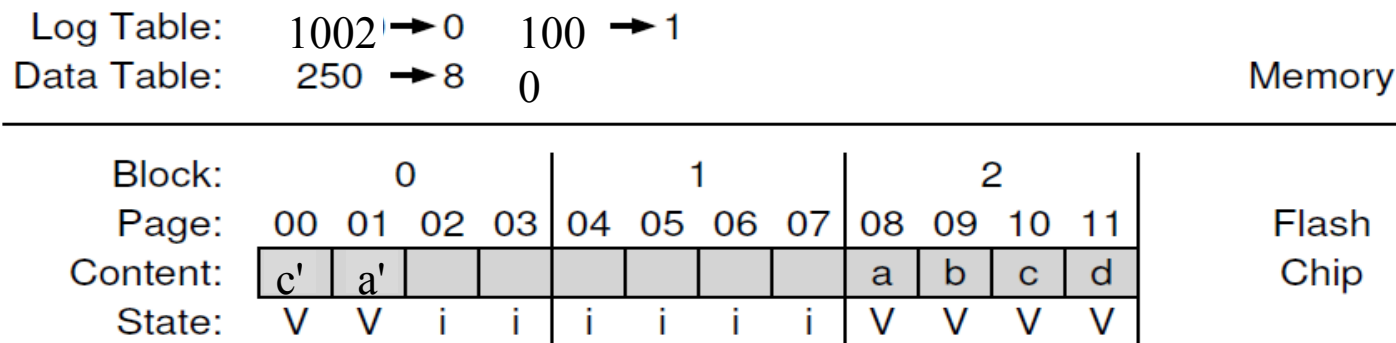 Log Table: 1002 → 0 100 → 1
Data Table: 250 → 8 0 Memory
Block: 0 1 2
Page: 00 01 02 03 04 05 06 07 08 09 10 11 Flash
Content: c' a' a b c d Chip
State: V V i i i i i i V V V V